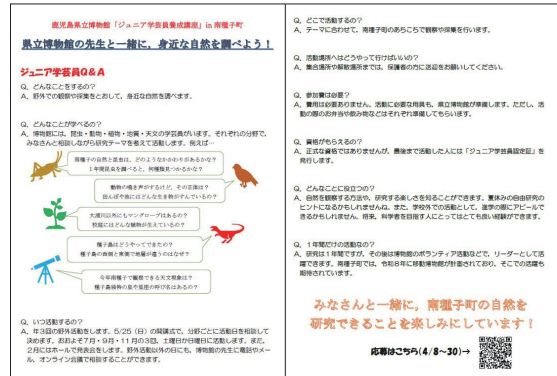 鹿児島県立博物館「ジュニア学芸員養成講座」in 南種子町
県立博物館の先生と一緒に，身近な自然を調べよう！
ジュニア学芸員Q&A
Q，どんなことをするの？
A，野外での観察や採集をとおして，身近な自然を調べます。
Q，どんなことが学べるの？
A，博物館には，昆虫・動物・植物・地質・天文の学芸員がいます。それぞれの分野で，
みなさんと相談しながら研究テーマを考えて活動します。例えば…
南種子の自然と昆虫は，どのようなかかわりがあるかな？
1年間昆虫を調べると，何種類見つかるかな？
動物の鳴き声がするけど，その正体は？
田んぼや池にはどんな生き物がすんでいるの？
大浦川以外にもマングローブはあるの？
校庭にはどんな植物が生えているの？
種子島はどうやってできたの？
種子島の西側と東側で地層が違うのはなぜ？
今年南種子で観察できる天文現象は？
種子島独特の星や星座の呼び名はあるの？
Q，いつ活動するの？
A，年3回の野外活動をします。5/25（日）の開講式で，分野ごとに活動日を相談して
決めます。おおよそ7月・9月・11月の3回，土曜日か日曜日に活動します。また，
2月にはホールで発表会をします。野外活動以外の日にも，博物館の先生に電話やメー
ル，オンライン会議で相談することができます。
Q，どこで活動するの？
A，テーマに合わせて，南種子町のあちこちで観察や採集を行います。
Q，活動場所へはどうやって行けばいいの？
A，集合場所や解散場所までは，保護者の方に送迎をお願いしてください。
Q，参加費は必要？
A，費用は必要ありません。活動に必要な用具も，県立博物館が準備します。ただし，活
動の際のお弁当や飲み物などはそれぞれ準備してもらいます。
Q，資格がもらえるの？
A，正式な資格ではありませんが，最後まで活動した人には「ジュニア学芸員認定証」を
発行します。
Q，どんなことに役立つの？
A，自然を観察する方法や，研究する楽しさを知ることができます。夏休みの自由研究の
ヒントになるかもしれませんね。また，学校外での活動として，進学の際にアピールで
きるかもしれません。将来，科学者を目指す人にとってはとても良い経験ができます。
Q，1年間だけの活動なの？
A，研究は1年間ですが，その後は博物館のボランティア活動などで，リーダーとして活
躍できます。南種子町では，令和8年に移動博物館が計画されており，そこでの活躍も
期待されています。
みなさんと一緒に，南種子町の自然を
研究できることを楽しみにしています！
応募はこちら(4/8～30)→